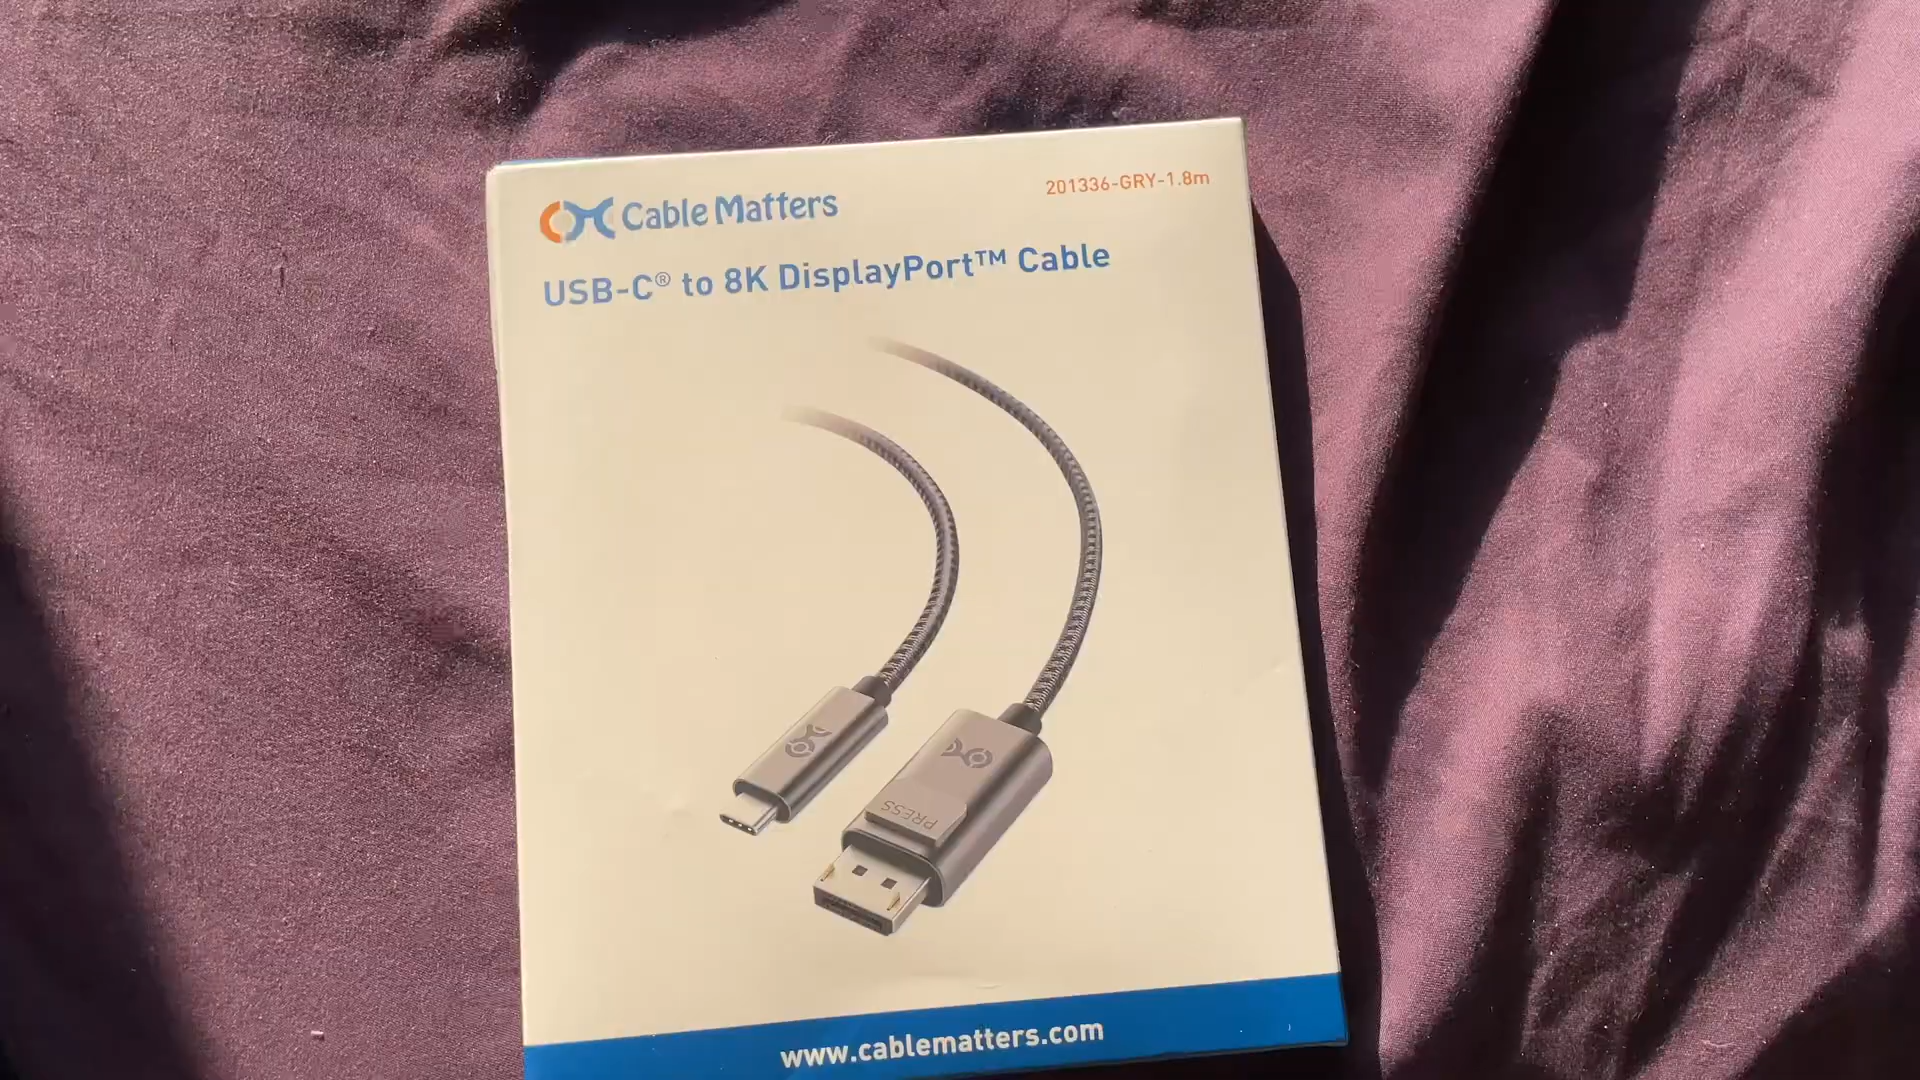 Cable Matters
201336-GRY-1.8m
USB-C® to 8K DisplayPort™ Cable
PRESS
www.cablematters.com